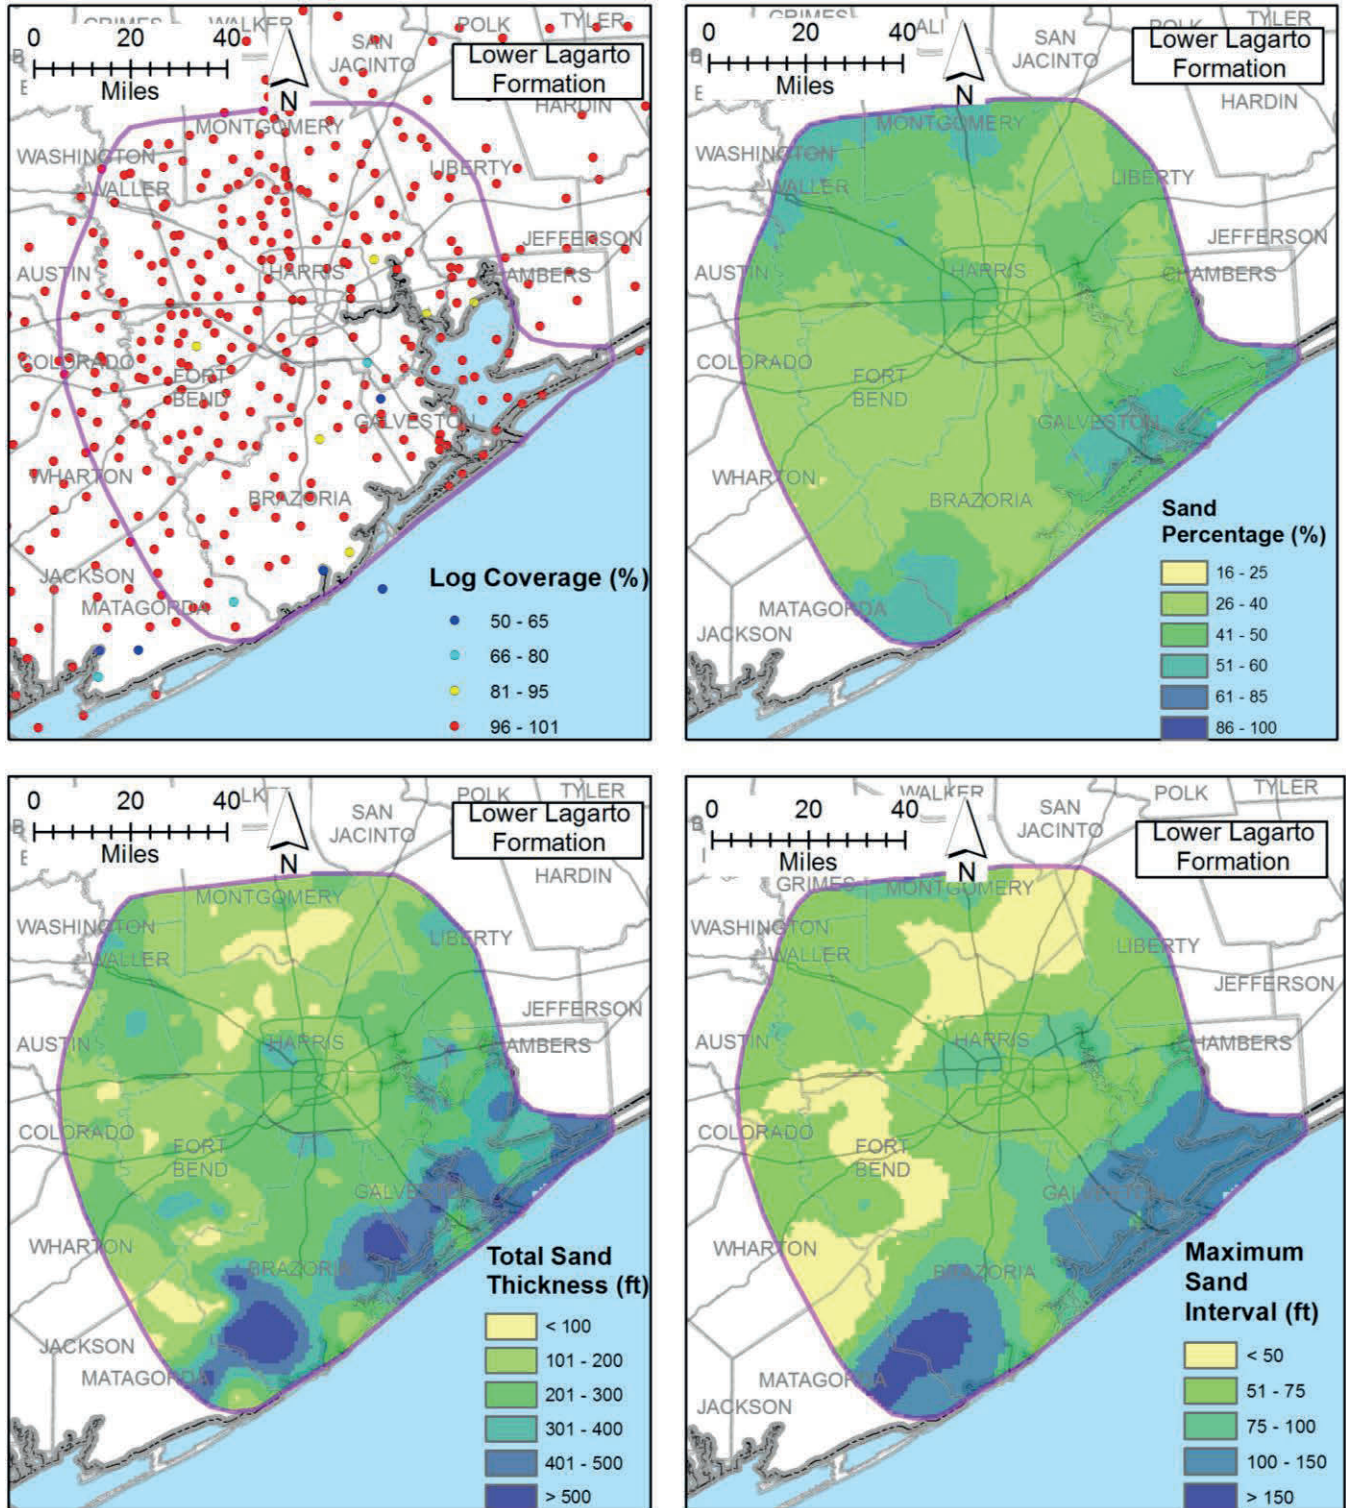 0 20 40
Miles
N
WALKER
POLK
TYLER
SAN
JACINTO
Lower Lagarto
Formation
HARDIN
MONTGOMERY
WASHINGTON
LIBERTY
WALLER
JEFFERSON
AUSTIN
HARRIS
CHAMBERS
COLORADO
FORT
BEND
GALVESTON
WHARTON
BRAZORIA
JACKSON
MATAGORDA
Log Coverage (%)
50 - 65
66 - 80
81 - 95
96 - 101
GRIMES
POLK
TYLER
0 20 40
Miles
N
SAN
JACINTO
Lower Lagarto
Formation
HARDIN
MONTGOMERY
WASHINGTON
LIBERTY
WALLER
JEFFERSON
AUSTIN
HARRIS
CHAMBERS
COLORADO
FORT
BEND
GALVESTON
WHARTON
BRAZORIA
MATAGORDA
JACKSON
Sand
Percentage (%)
16 - 25
26 - 40
41 - 50
51 - 60
61 - 85
86 - 100
0 20 40
Miles
N
POLK
TYLER
SAN
JACINTO
Lower Lagarto
Formation
HARDIN
MONTGOMERY
WASHINGTON
LIBERTY
WALLER
JEFFERSON
AUSTIN
HARRIS
CHAMBERS
COLORADO
FORT
BEND
GALVESTON
WHARTON
BRAZORIA
JACKSON
MATAGORDA
Total Sand
Thickness (ft)
< 100
101 - 200
201 - 300
301 - 400
401 - 500
> 500
0 20 40
Miles
N
WALKER
POLK
TYLER
SAN
JACINTO
Lower Lagarto
Formation
GRIMES
MONTGOMERY
WASHINGTON
LIBERTY
WALLER
JEFFERSON
AUSTIN
HARRIS
CHAMBERS
COLORADO
FORT
BEND
GALVESTON
WHARTON
BRAZORIA
MATAGORDA
JACKSON
Maximum
Sand
Interval (ft)
< 50
51 - 75
75 - 100
100 - 150
> 150